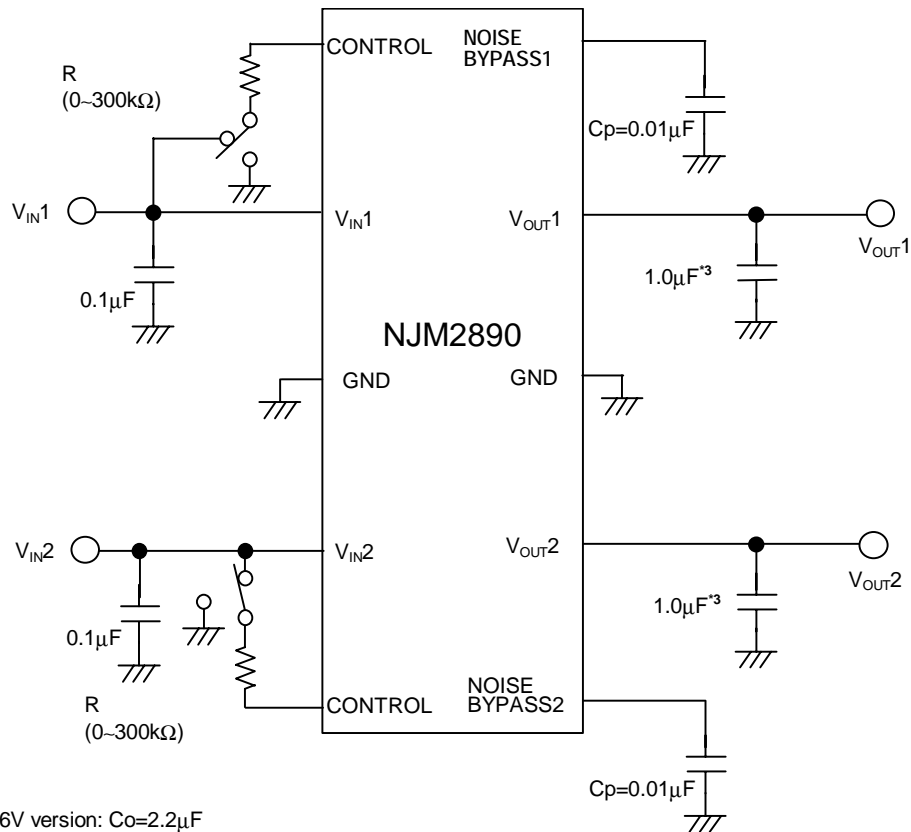 CONTROL
NOISE
BYPASS1
R
(0~300kΩ)
Cp=0.01μF
VIN1
VIN1
VOUT1
VOUT1
0.1μF
1.0μF*3
NJM2890
GND
GND
VIN2
VIN2
VOUT2
VOUT2
0.1μF
1.0μF*3
R
(0~300kΩ)
CONTROL
NOISE
BYPASS2
Cp=0.01μF
6V version: Co=2.2μF